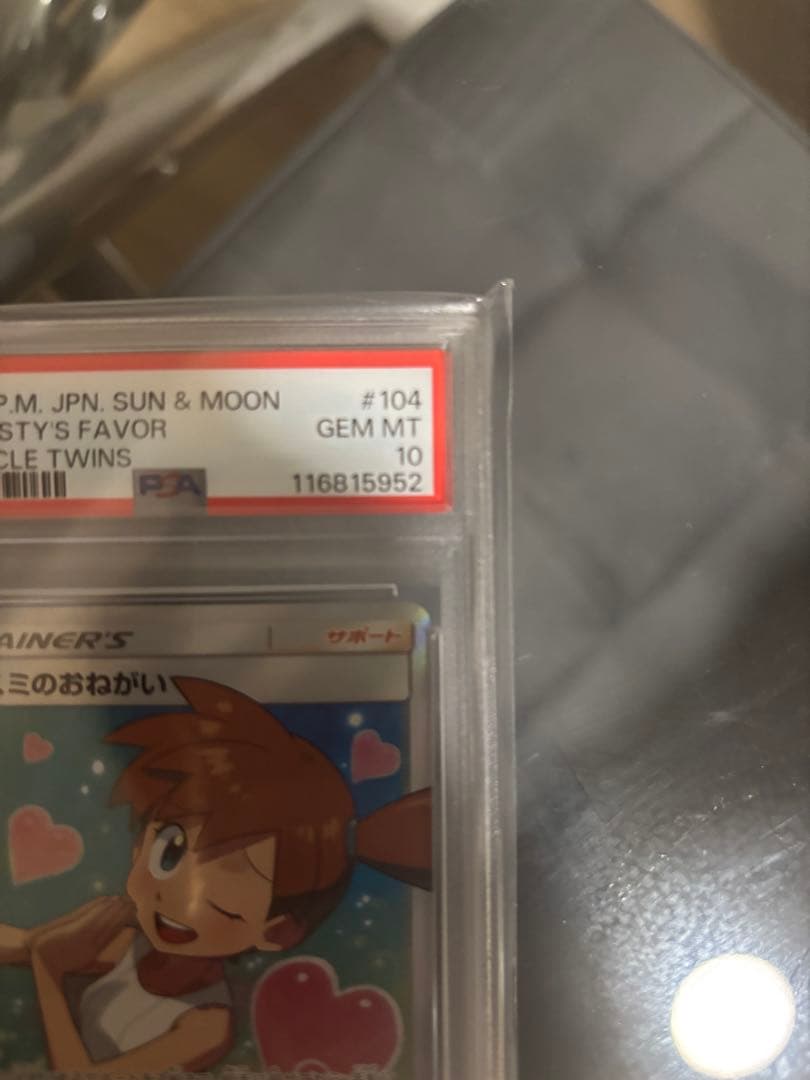 P.M. JPN. SUN & MOON #104
STY'S FAVOR GEM MT
CLE TWINS 10
PSA 116815952
AINER'S サポート
ミのおねがい